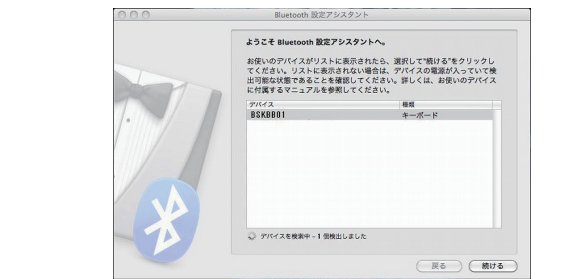 Bluetooth 設定アシスタント
ようこそ Bluetooth 設定アシスタントへ。
お使いのデバイスがリストに表示されたら、選択して"続ける"をクリックし
てください。リストに表示されない場合は、デバイスの電源が入っていて検
出可能な状態であることを確認してください。詳しくは、お使いのデバイス
に付属するマニュアルを参照してください。
デバイス 種類
BSKBB01 キーボード
デバイスを検索中 – 1 個検出しました
戻る 続ける